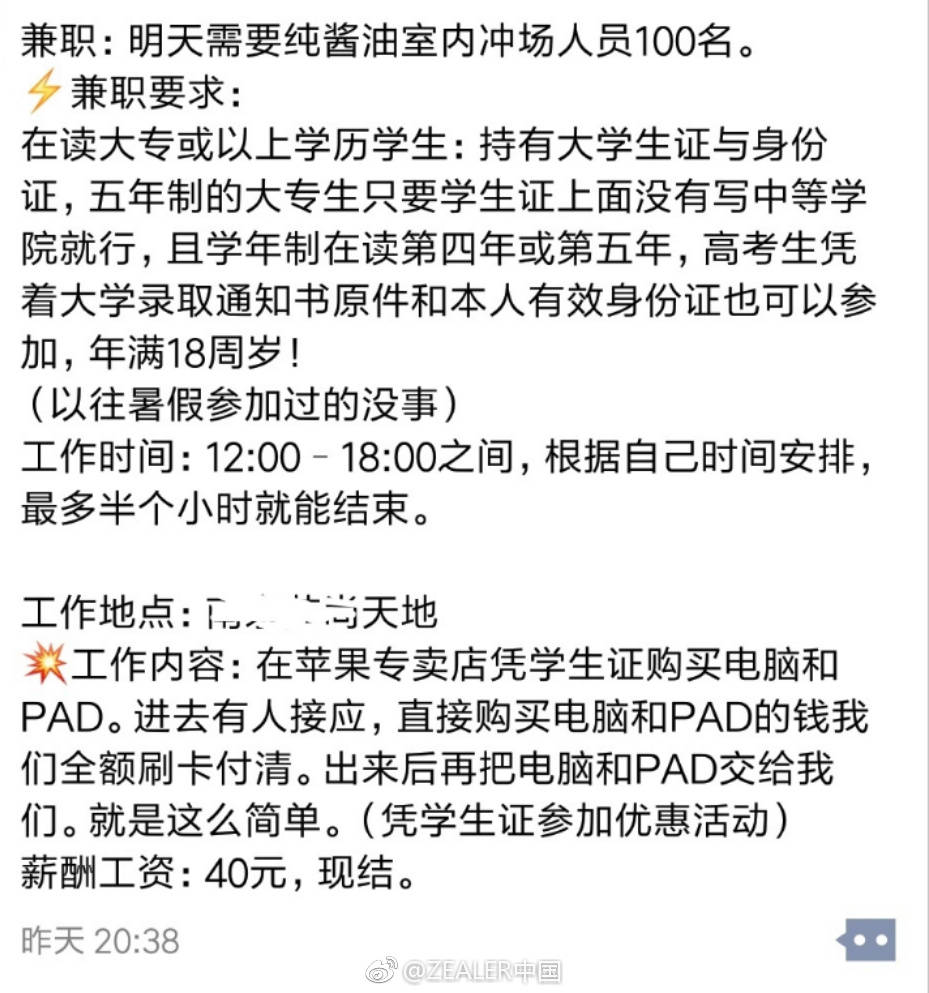 兼职：明天需要纯酱油室内冲场人员100名。
⚡兼职要求：
在读大专或以上学历学生：持有大学生证与身份
证，五年制的大专生只要学生证上面没有写中等学
院就行，且学年制在读第四年或第五年，高考生凭
着大学录取通知书原件和本人有效身份证也可以参
加，年满18周岁！
（以往暑假参加过的没事）
工作时间：12:00－18:00之间，根据自己时间安排，
最多半个小时就能结束。
工作地点：尚天地
💥工作内容：在苹果专卖店凭学生证购买电脑和
PAD。进去有人接应，直接购买电脑和PAD的钱我
们全额刷卡付清。出来后再把电脑和PAD交给我
们。就是这么简单。（凭学生证参加优惠活动）
薪酬工资：40元，现结。
昨天 20:38
@ZEALER中国